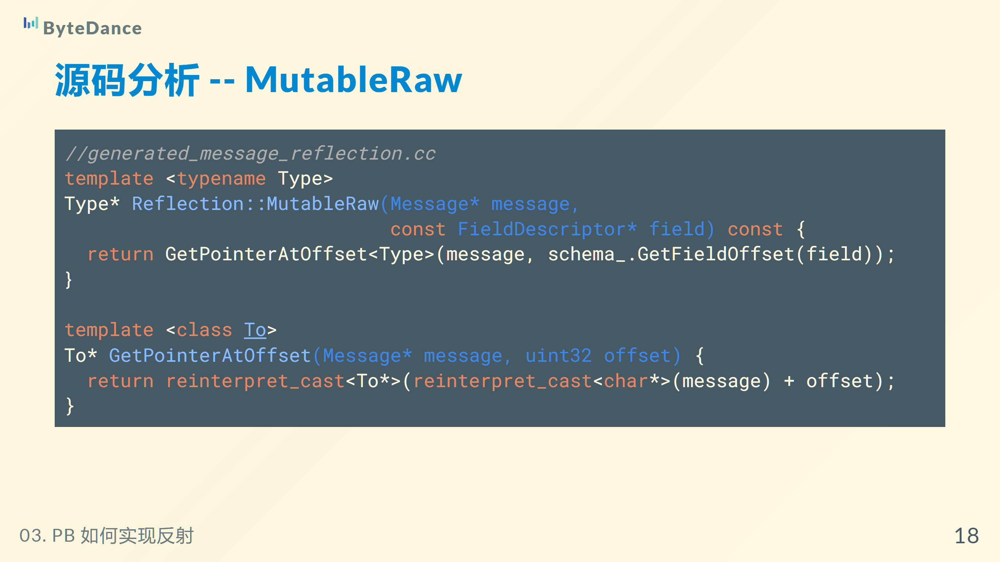 ByteDance
源码分析 -- MutableRaw
//generated_message_reflection.cc
template <typename Type>
Type* Reflection::MutableRaw(Message* message,
                             const FieldDescriptor* field) const {
  return GetPointerAtOffset<Type>(message, schema_.GetFieldOffset(field));
}

template <class To>
To* GetPointerAtOffset(Message* message, uint32 offset) {
  return reinterpret_cast<To*>(reinterpret_cast<char*>(message) + offset);
}
03. PB 如何实现反射
18